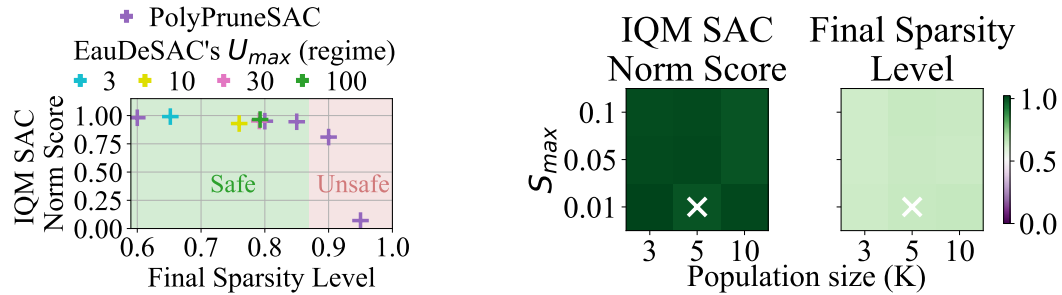 PolyPruneSAC
EauDeSAC's U_max (regime)
3 10 30 100
IQM SAC
Norm Score
1.00
0.75
0.50
0.25
0.00
Safe Unsafe
0.6 0.7 0.8 0.9 1.0
Final Sparsity Level
IQM SAC
Norm Score
Final Sparsity
Level
S_max
0.1
0.05
0.01
3 5 10
3 5 10
Population size (K)
1.0
0.5
0.0